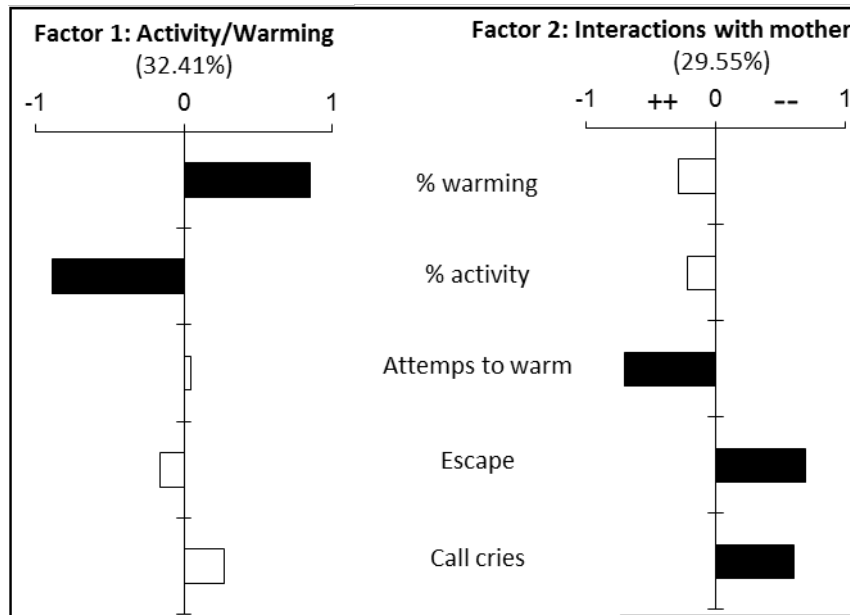 Factor 1: Activity/Warming
(32.41%)
-1 0 1
Factor 2: Interactions with mother
(29.55%)
-1 ++ 0 -- 1
% warming
% activity
Attemps to warm
Escape
Call cries